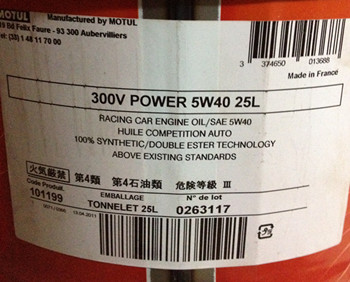 MOTUL Manufactured by MOTUL
Bd Felix Faure - 93 300 Aubervilliers
Tel: (33) 1 48 11 70 00
3 374650 013688
Made in France
300V POWER 5W40 25L
RACING CAR ENGINE OIL/SAE 5W40
HUILE COMPETITION AUTO
100% SYNTHETIC/DOUBLE ESTER TECHNOLOGY
ABOVE EXISTING STANDARDS
火気厳禁 第4類 第4石油類 危険等級 III
Code Produit.
101199
EMBALLAGE
TONNELET 25L
N° de lot
0263117